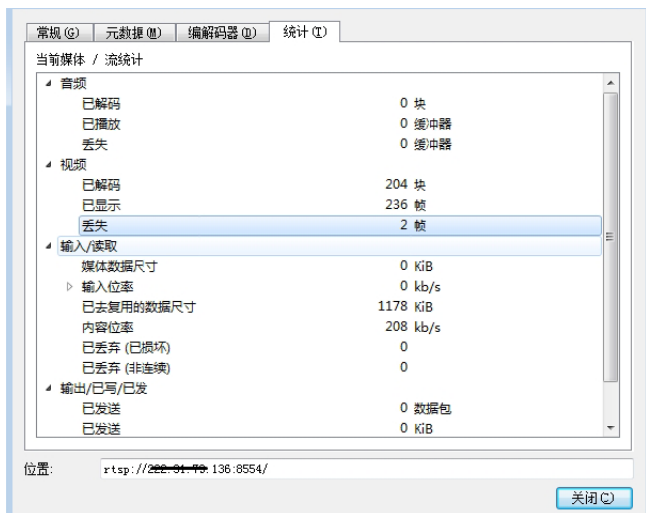 常规(G) 元数据(M) 编解码器(D) 统计(T)
当前媒体 / 流统计
音频
已解码 0 块
已播放 0 缓冲器
丢失 0 缓冲器
视频
已解码 204 块
已显示 236 帧
丢失 2 帧
输入/读取
媒体数据尺寸 0 KiB
输入位率 0 kb/s
已去复用的数据尺寸 1178 KiB
内容位率 208 kb/s
已丢弃 (已损坏) 0
已丢弃 (非连续) 0
输出/已写/已发
已发送 0 数据包
已发送 0 KiB
位置: rtsp://136:8554/
关闭(C)